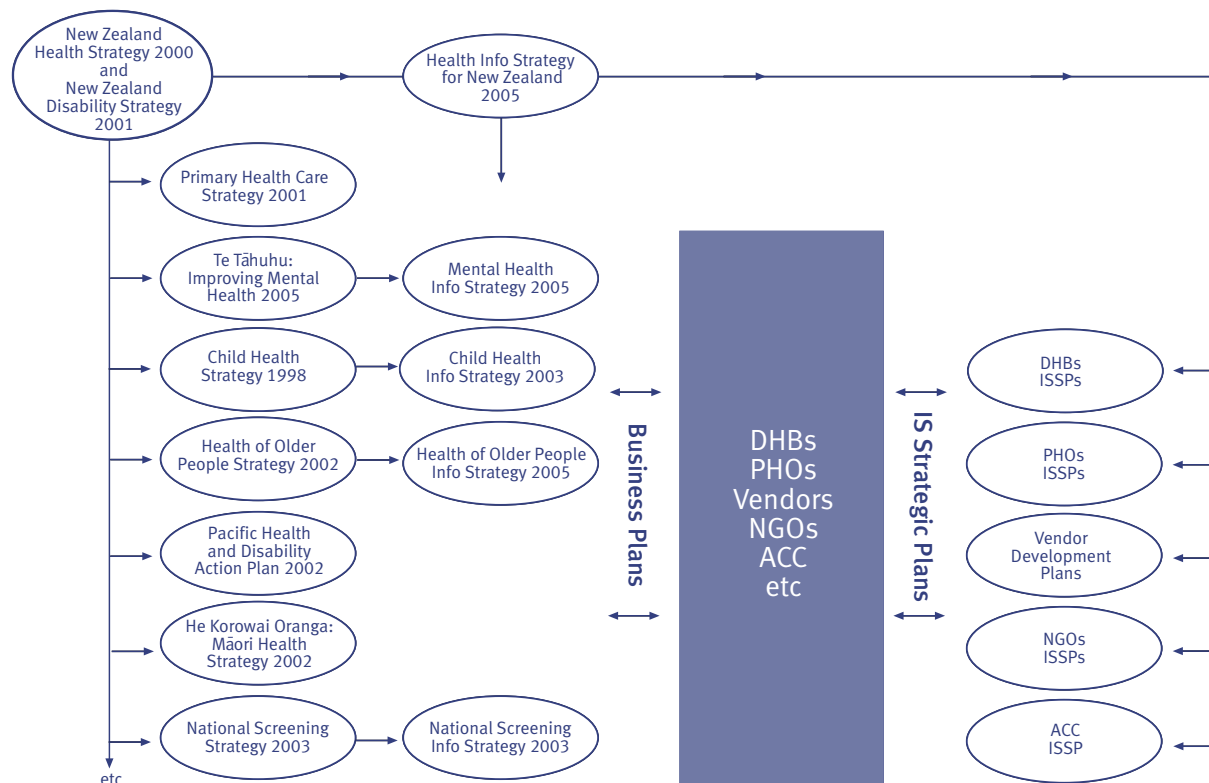 New Zealand
Health Strategy 2000
and
New Zealand
Disability Strategy
2001
Health Info Strategy
for New Zealand
2005
Primary Health Care
Strategy 2001
Te Tāhuhu:
Improving Mental
Health 2005
Mental Health
Info Strategy 2005
Child Health
Strategy 1998
Child Health
Info Strategy 2003
Health of Older
People Strategy 2002
Health of Older People
Info Strategy 2005
Pacific Health
and Disability
Action Plan 2002
He Korowai Oranga:
Māori Health
Strategy 2002
National Screening
Strategy 2003
National Screening
Info Strategy 2003
etc
Business Plans
DHBs
PHOs
Vendors
NGOs
ACC
etc
IS Strategic Plans
DHBs
ISSPs
PHOs
ISSPs
Vendor
Development
Plans
NGOs
ISSPs
ACC
ISSP